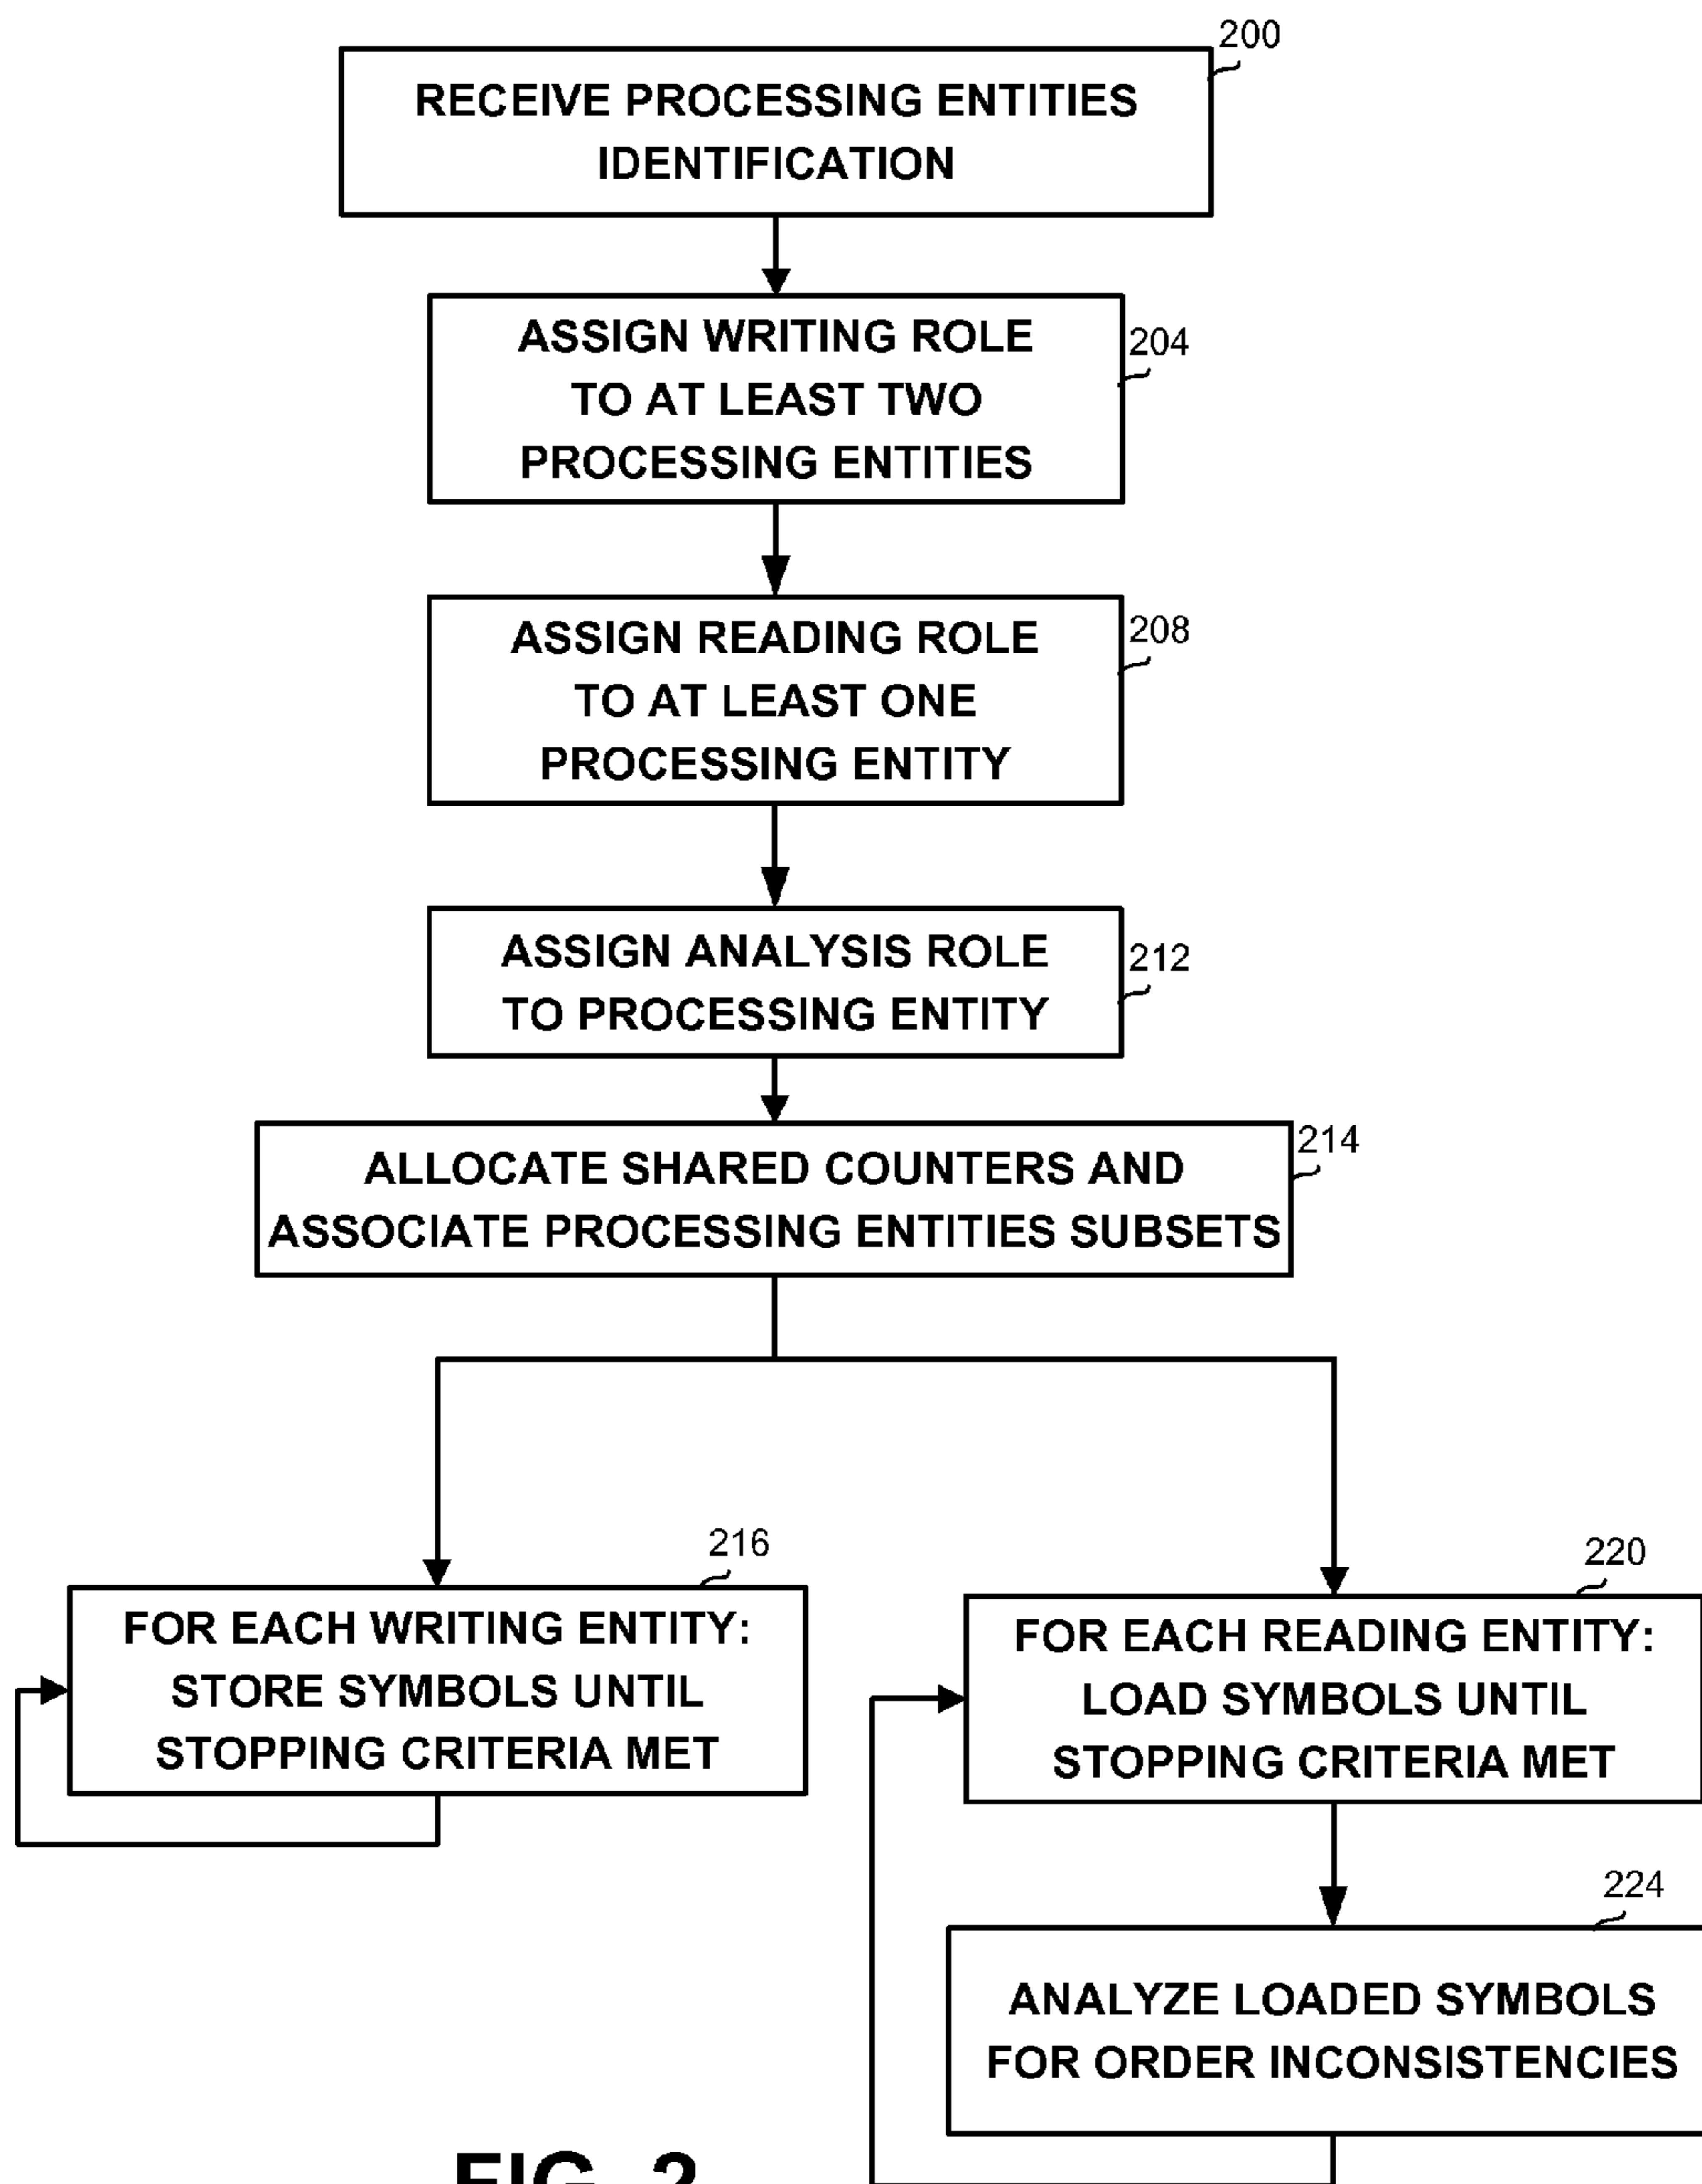 200
RECEIVE PROCESSING ENTITIES
IDENTIFICATION
204
ASSIGN WRITING ROLE
TO AT LEAST TWO
PROCESSING ENTITIES
208
ASSIGN READING ROLE
TO AT LEAST ONE
PROCESSING ENTITY
212
ASSIGN ANALYSIS ROLE
TO PROCESSING ENTITY
214
ALLOCATE SHARED COUNTERS AND
ASSOCIATE PROCESSING ENTITIES SUBSETS
216
FOR EACH WRITING ENTITY:
STORE SYMBOLS UNTIL
STOPPING CRITERIA MET
220
FOR EACH READING ENTITY:
LOAD SYMBOLS UNTIL
STOPPING CRITERIA MET
224
ANALYZE LOADED SYMBOLS
FOR ORDER INCONSISTENCIES
FIG. 2